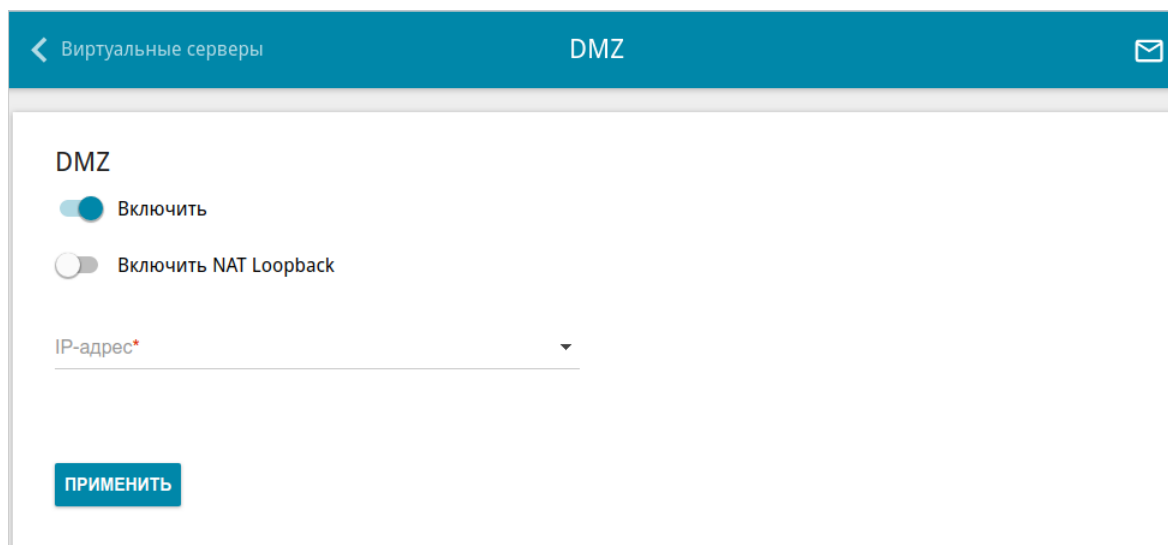 Виртуальные серверы
DMZ
DMZ
Включить
Включить NAT Loopback
IP-адрес*
ПРИМЕНИТЬ